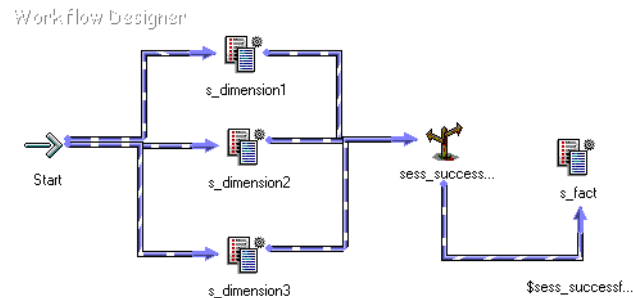 Workflow Designer
s_dimension1
Start
s_dimension2
sess_success...
s_fact
s_dimension3
$sess_successf...